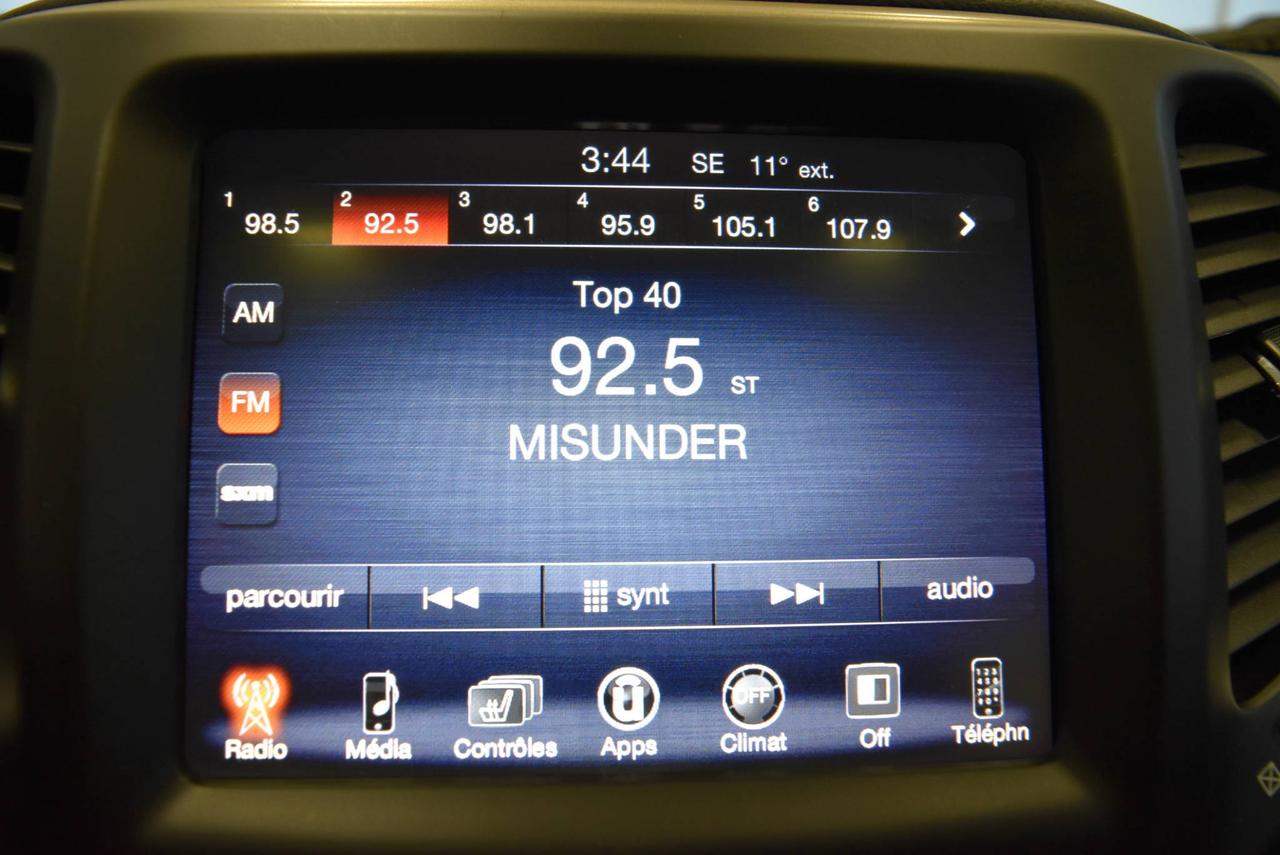 3:44 SE 11° ext.
1 98.5 2 92.5 3 98.1 4 95.9 5 105.1 6 107.9
Top 40
AM
92.5 ST
FM
MISUNDER
sxm
parcourir synt audio
OFF
Radio Média Contrôles Apps Climat Off Téléphn